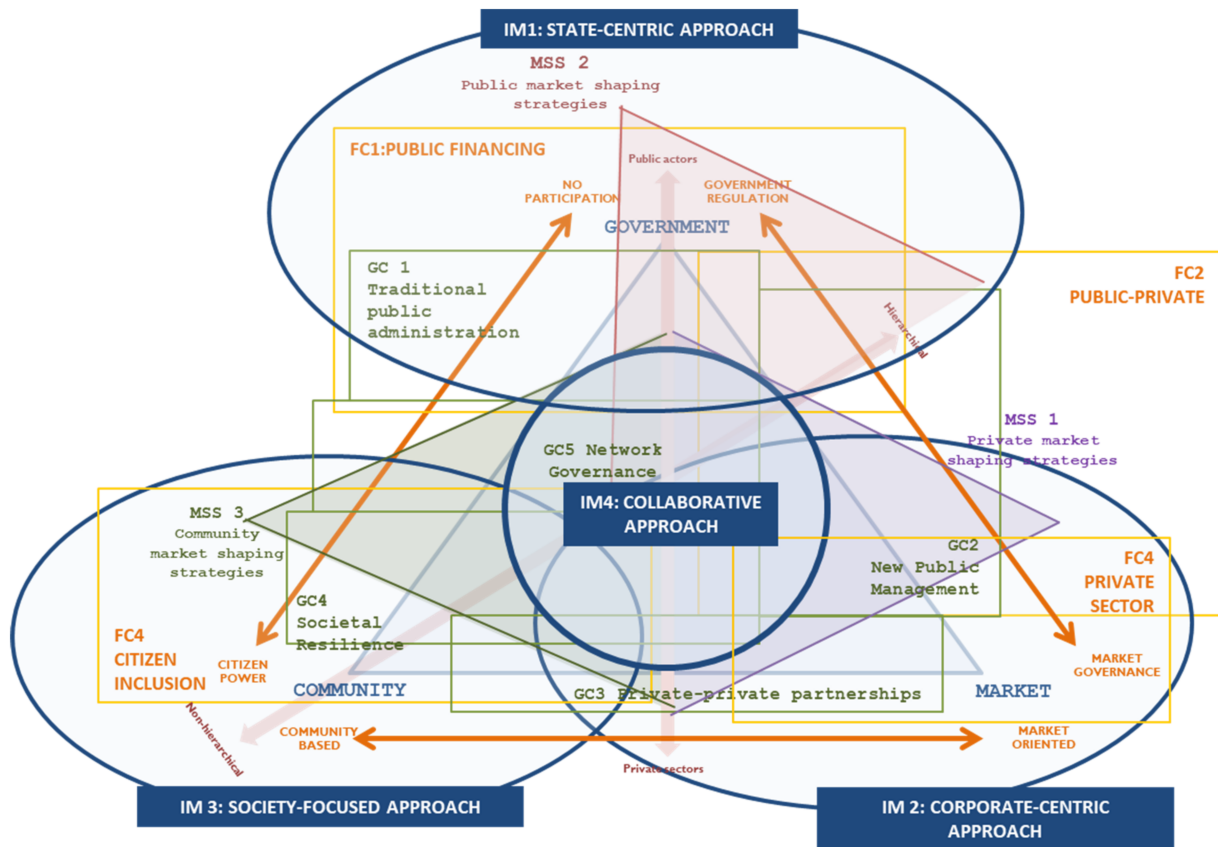 IM1: STATE-CENTRIC APPROACH
MSS 2
Public market shaping
strategies
FC1:PUBLIC FINANCING
Public actors
NO
PARTICIPATION
GOVERNMENT
REGULATION
GOVERNMENT
GC 1
Traditional
public
administration
FC2
PUBLIC-PRIVATE
Hierarchical
MSS 1
Private market
shaping strategies
GC5 Network
Governance
IM4: COLLABORATIVE
APPROACH
MSS 3
Community
market shaping
strategies
GC2
New Public
Management
FC4
PRIVATE
SECTOR
GC4
Societal
Resilience
FC4
CITIZEN
INCLUSION
CITIZEN
POWER
MARKET
GOVERNANCE
COMMUNITY
GC3 Private-private partnerships
MARKET
Non-hierarchical
COMMUNITY
BASED
MARKET
ORIENTED
Private sectors
IM 3: SOCIETY-FOCUSED APPROACH
IM 2: CORPORATE-CENTRIC
APPROACH